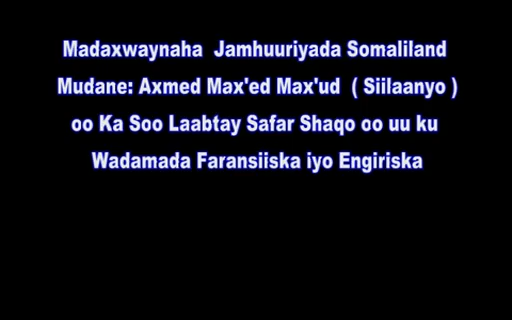 Madaxwaynaha Jamhuuriyada Somaliland
Mudane: Axmed Max'ed Max'ud ( Siilaanyo )
oo Ka Soo Laabtay Safar Shaqo oo uu ku
Wadamada Faransiiska iyo Engiriska